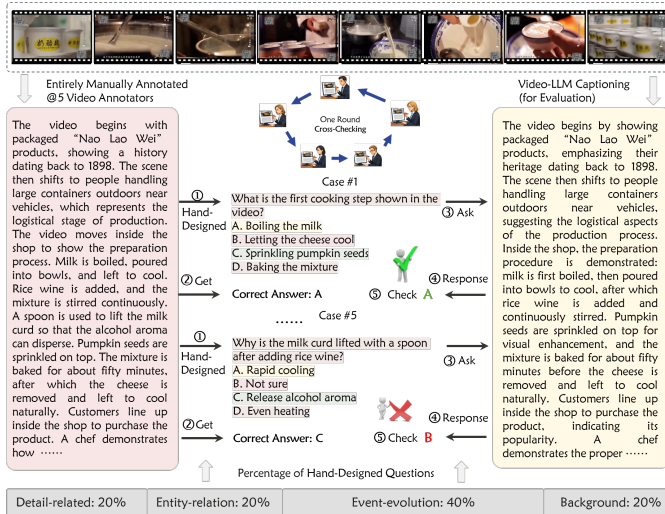 Entirely Manually Annotated
@5 Video Annotators
Video-LLM Captioning
(for Evaluation)
One Round
Cross-Checking
The video begins with
packaged “Nao Lao Wei”
products, showing a history
dating back to 1898. The scene
then shifts to people handling
large containers outdoors near
vehicles, which represents the
logistical stage of production.
The video moves inside the
shop to show the preparation
process. Milk is boiled, poured
into bowls, and left to cool.
Rice wine is added, and the
mixture is stirred continuously.
A spoon is used to lift the milk
curd so that the alcohol aroma
can disperse. Pumpkin seeds are
sprinkled on top. The mixture is
baked for about fifty minutes,
after which the cheese is
removed and left to cool
naturally. Customers line up
inside the shop to purchase the
product. A chef demonstrates
how ······
Case #1
① Hand-Designed
What is the first cooking step shown in the
video?
A. Boiling the milk
B. Letting the cheese cool
C. Sprinkling pumpkin seeds
D. Baking the mixture
③ Ask
② Get
Correct Answer: A
④ Response
⑤ Check A
······
Case #5
① Hand-Designed
Why is the milk curd lifted with a spoon
after adding rice wine?
A. Rapid cooling
B. Not sure
C. Release alcohol aroma
D. Even heating
③ Ask
② Get
Correct Answer: C
④ Response
⑤ Check B
The video begins by showing
packaged “Nao Lao Wei”
products, emphasizing their
heritage dating back to 1898.
The scene then shifts to people
handling large containers
outdoors near vehicles,
suggesting the logistical aspects
of the production process.
Inside the shop, the preparation
procedure is demonstrated:
milk is first boiled, then poured
into bowls to cool, after which
rice wine is added and
continuously stirred. Pumpkin
seeds are sprinkled on top for
visual enhancement, and the
mixture is baked for about fifty
minutes before the cheese is
removed and left to cool
naturally. Customers line up
inside the shop to purchase the
product, indicating its
popularity. A chef
demonstrates the proper ······
Percentage of Hand-Designed Questions
Detail-related: 20%
Entity-relation: 20%
Event-evolution: 40%
Background: 20%